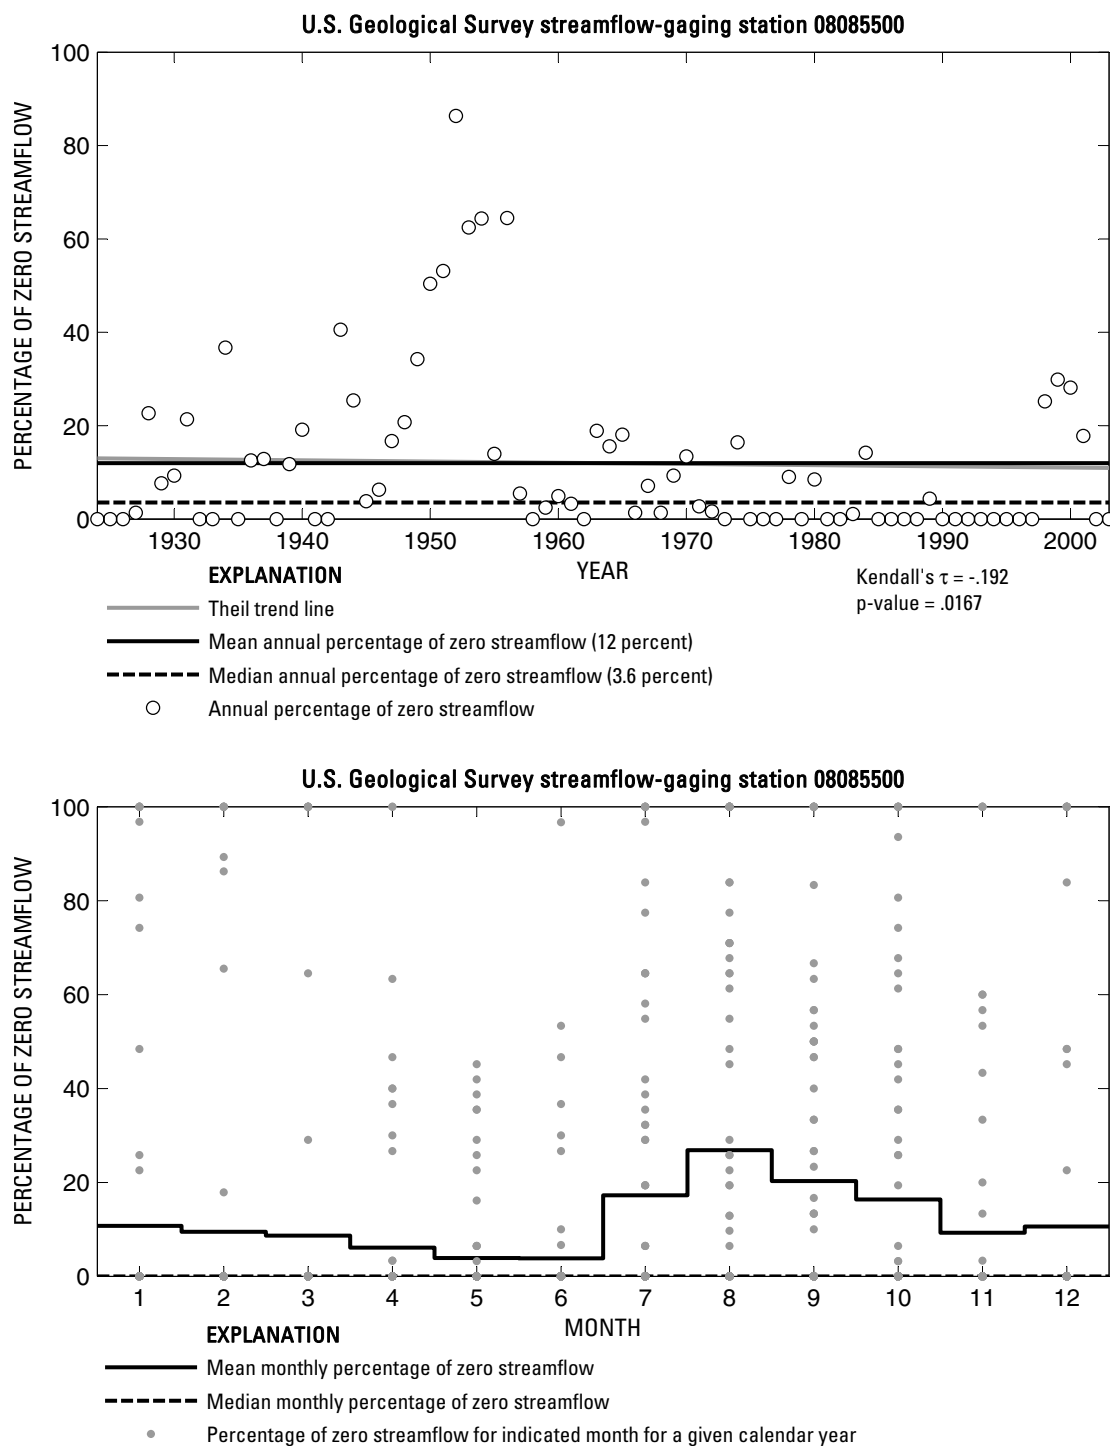 U.S. Geological Survey streamflow-gaging station 08085500
PERCENTAGE OF ZERO STREAMFLOW
100
80
60
40
20
0
1930 1940 1950 1960 1970 1980 1990 2000
YEAR
EXPLANATION
Kendall's τ = -.192
p-value = .0167
Theil trend line
Mean annual percentage of zero streamflow (12 percent)
Median annual percentage of zero streamflow (3.6 percent)
Annual percentage of zero streamflow
U.S. Geological Survey streamflow-gaging station 08085500
PERCENTAGE OF ZERO STREAMFLOW
100
80
60
40
20
0
1 2 3 4 5 6 7 8 9 10 11 12
MONTH
EXPLANATION
Mean monthly percentage of zero streamflow
Median monthly percentage of zero streamflow
Percentage of zero streamflow for indicated month for a given calendar year